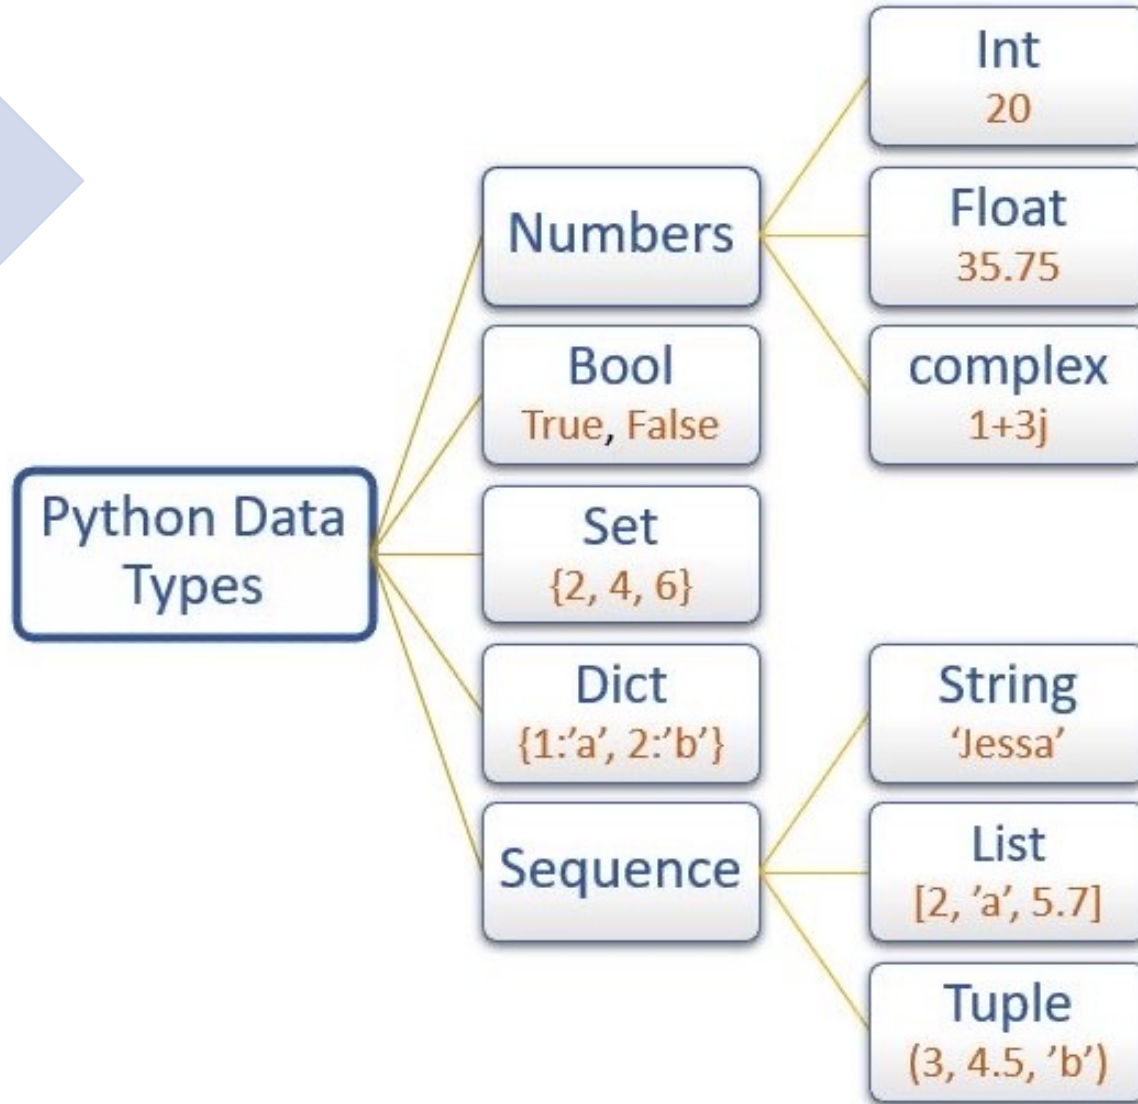 Python Data
Types
Numbers
Int
20
Float
35.75
complex
1+3j
Bool
True, False
Set
{2, 4, 6}
Dict
{1:’a’, 2:’b’}
Sequence
String
‘Jessa’
List
[2, ’a’, 5.7]
Tuple
(3, 4.5, ’b’)